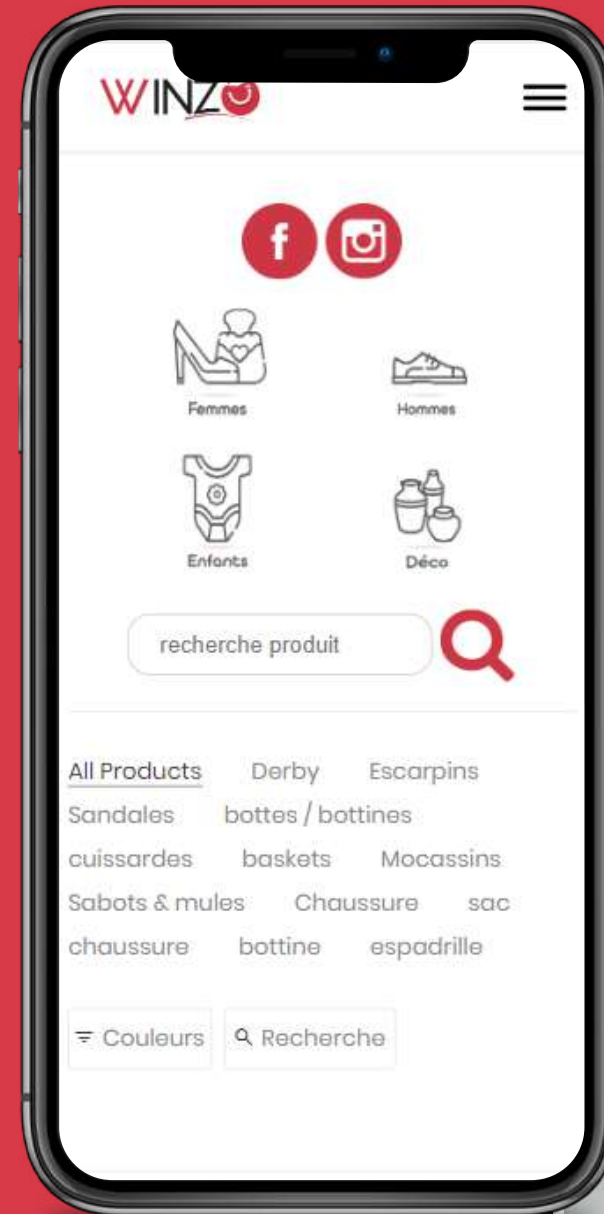 WINZO
Femmes
Hommes
Enfants
Déco
recherche produit
All Products Derby Escarpins
Sandales bottes / bottines
cuissardes baskets Mocassins
Sabots & mules Chaussure sac
chaussure bottine espadrille
Couleurs Recherche